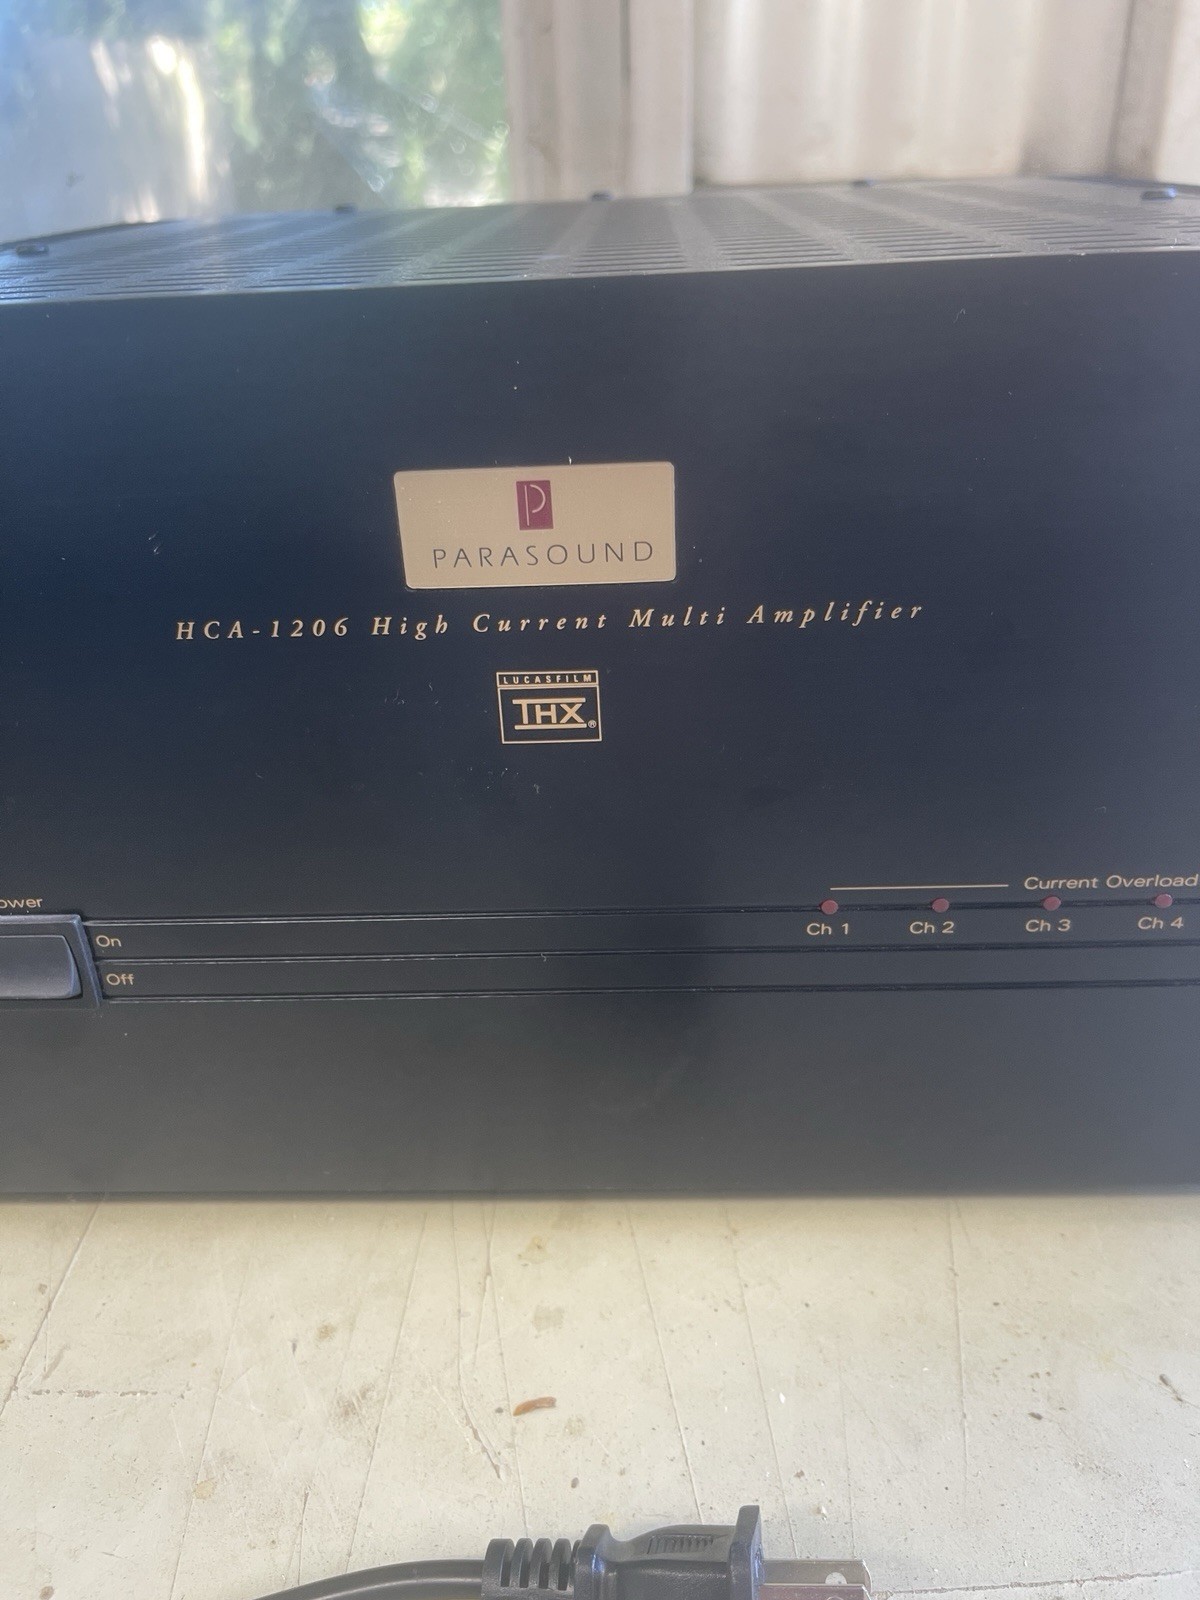 P
PARASOUND
HCA-1206 High Current Multi Amplifier
LUCASFILM
THX®
Current Overload
Ch 1 Ch 2 Ch 3 Ch 4
ower
On
Off